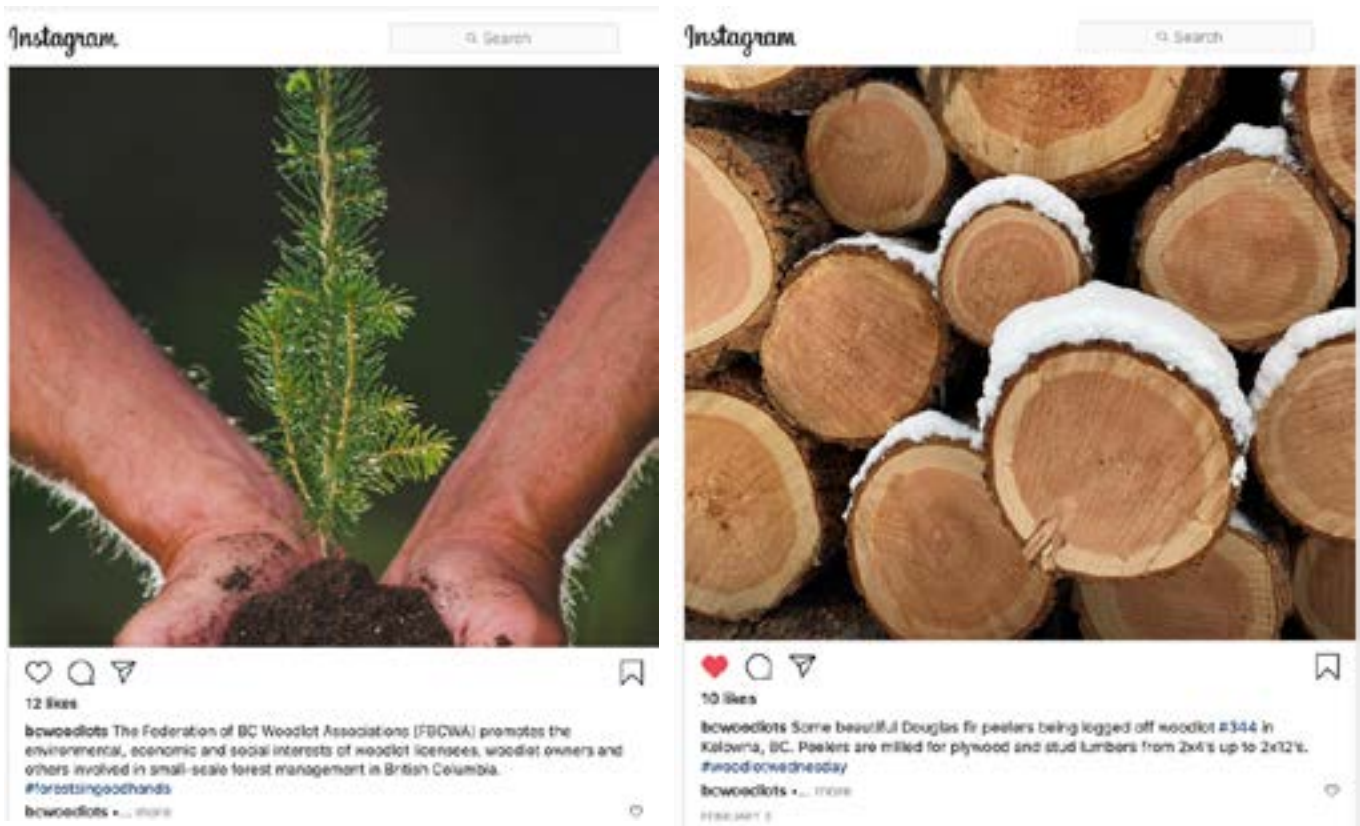 Instagram
Search
12 likes
bcwoodlots The Federation of BC Woodlot Associations (FBCWA) promotes the
environmental, economic and social interests of woodlot licensees, woodlot owners and
others involved in small-scale forest management in British Columbia.
#forestsingoodhands
bcwoodlots •... more
Instagram
Search
10 likes
bcwoodlots Some beautiful Douglas fir peelers being logged off woodlot #344 in
Kelowna, BC. Peelers are milled for plywood and stud lumbers from 2x4's up to 2x12's.
#woodlotwednesday
bcwoodlots •... more
FEBRUARY